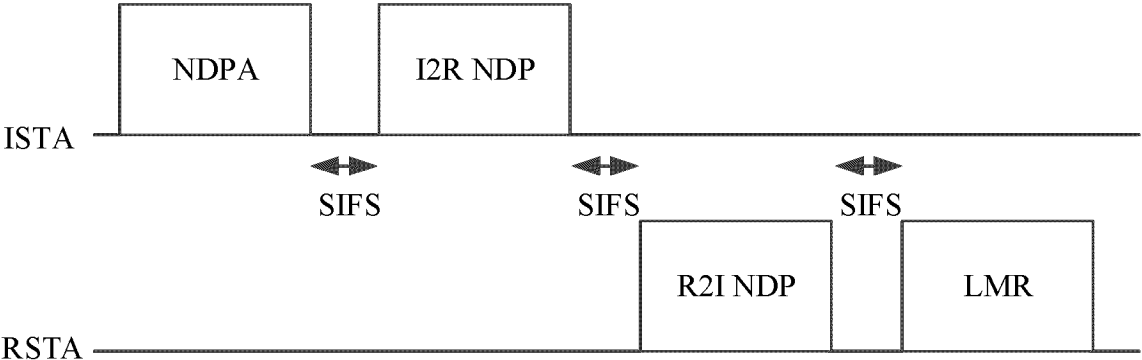 NDPA
I2R NDP
ISTA
SIFS
SIFS
SIFS
R2I NDP
LMR
RSTA